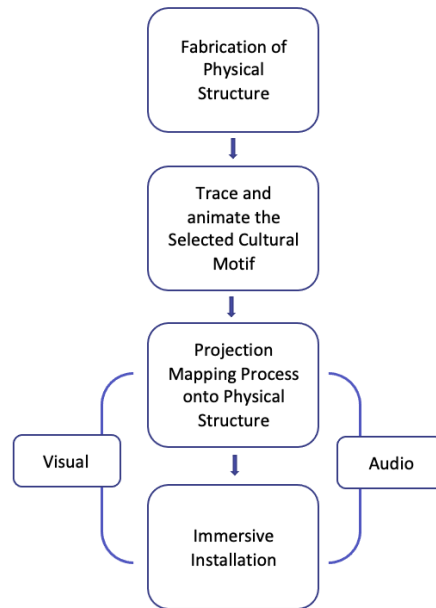 Fabrication of
Physical
Structure
Trace and
animate the
Selected Cultural
Motif
Projection
Mapping Process
onto Physical
Structure
Visual
Audio
Immersive
Installation